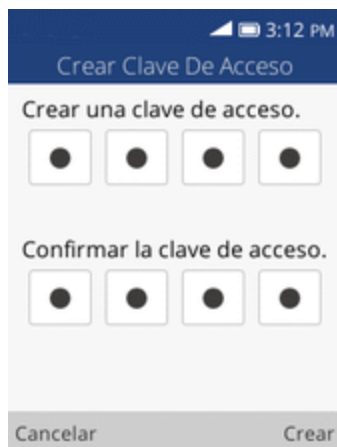 3:12 PM
Crear Clave De Acceso
Crear una clave de acceso.
Confirmar la clave de acceso.
Cancelar Crear